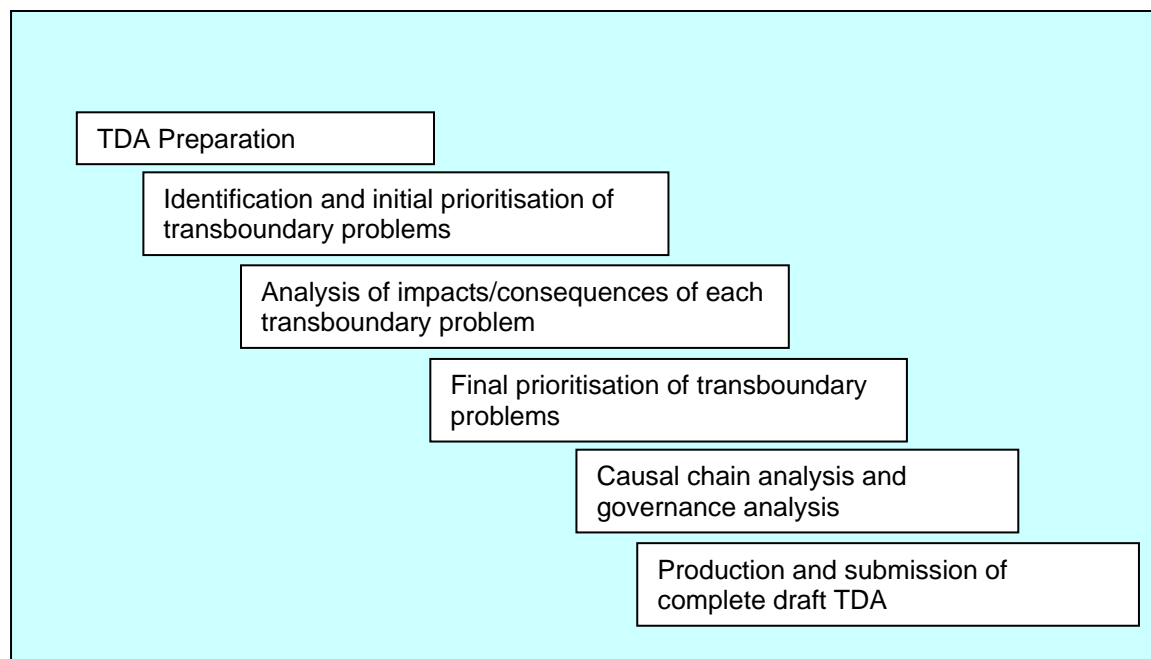 TDA Preparation
Identification and initial prioritisation of
transboundary problems
Analysis of impacts/consequences of each
transboundary problem
Final prioritisation of transboundary
problems
Causal chain analysis and
governance analysis
Production and submission of
complete draft TDA